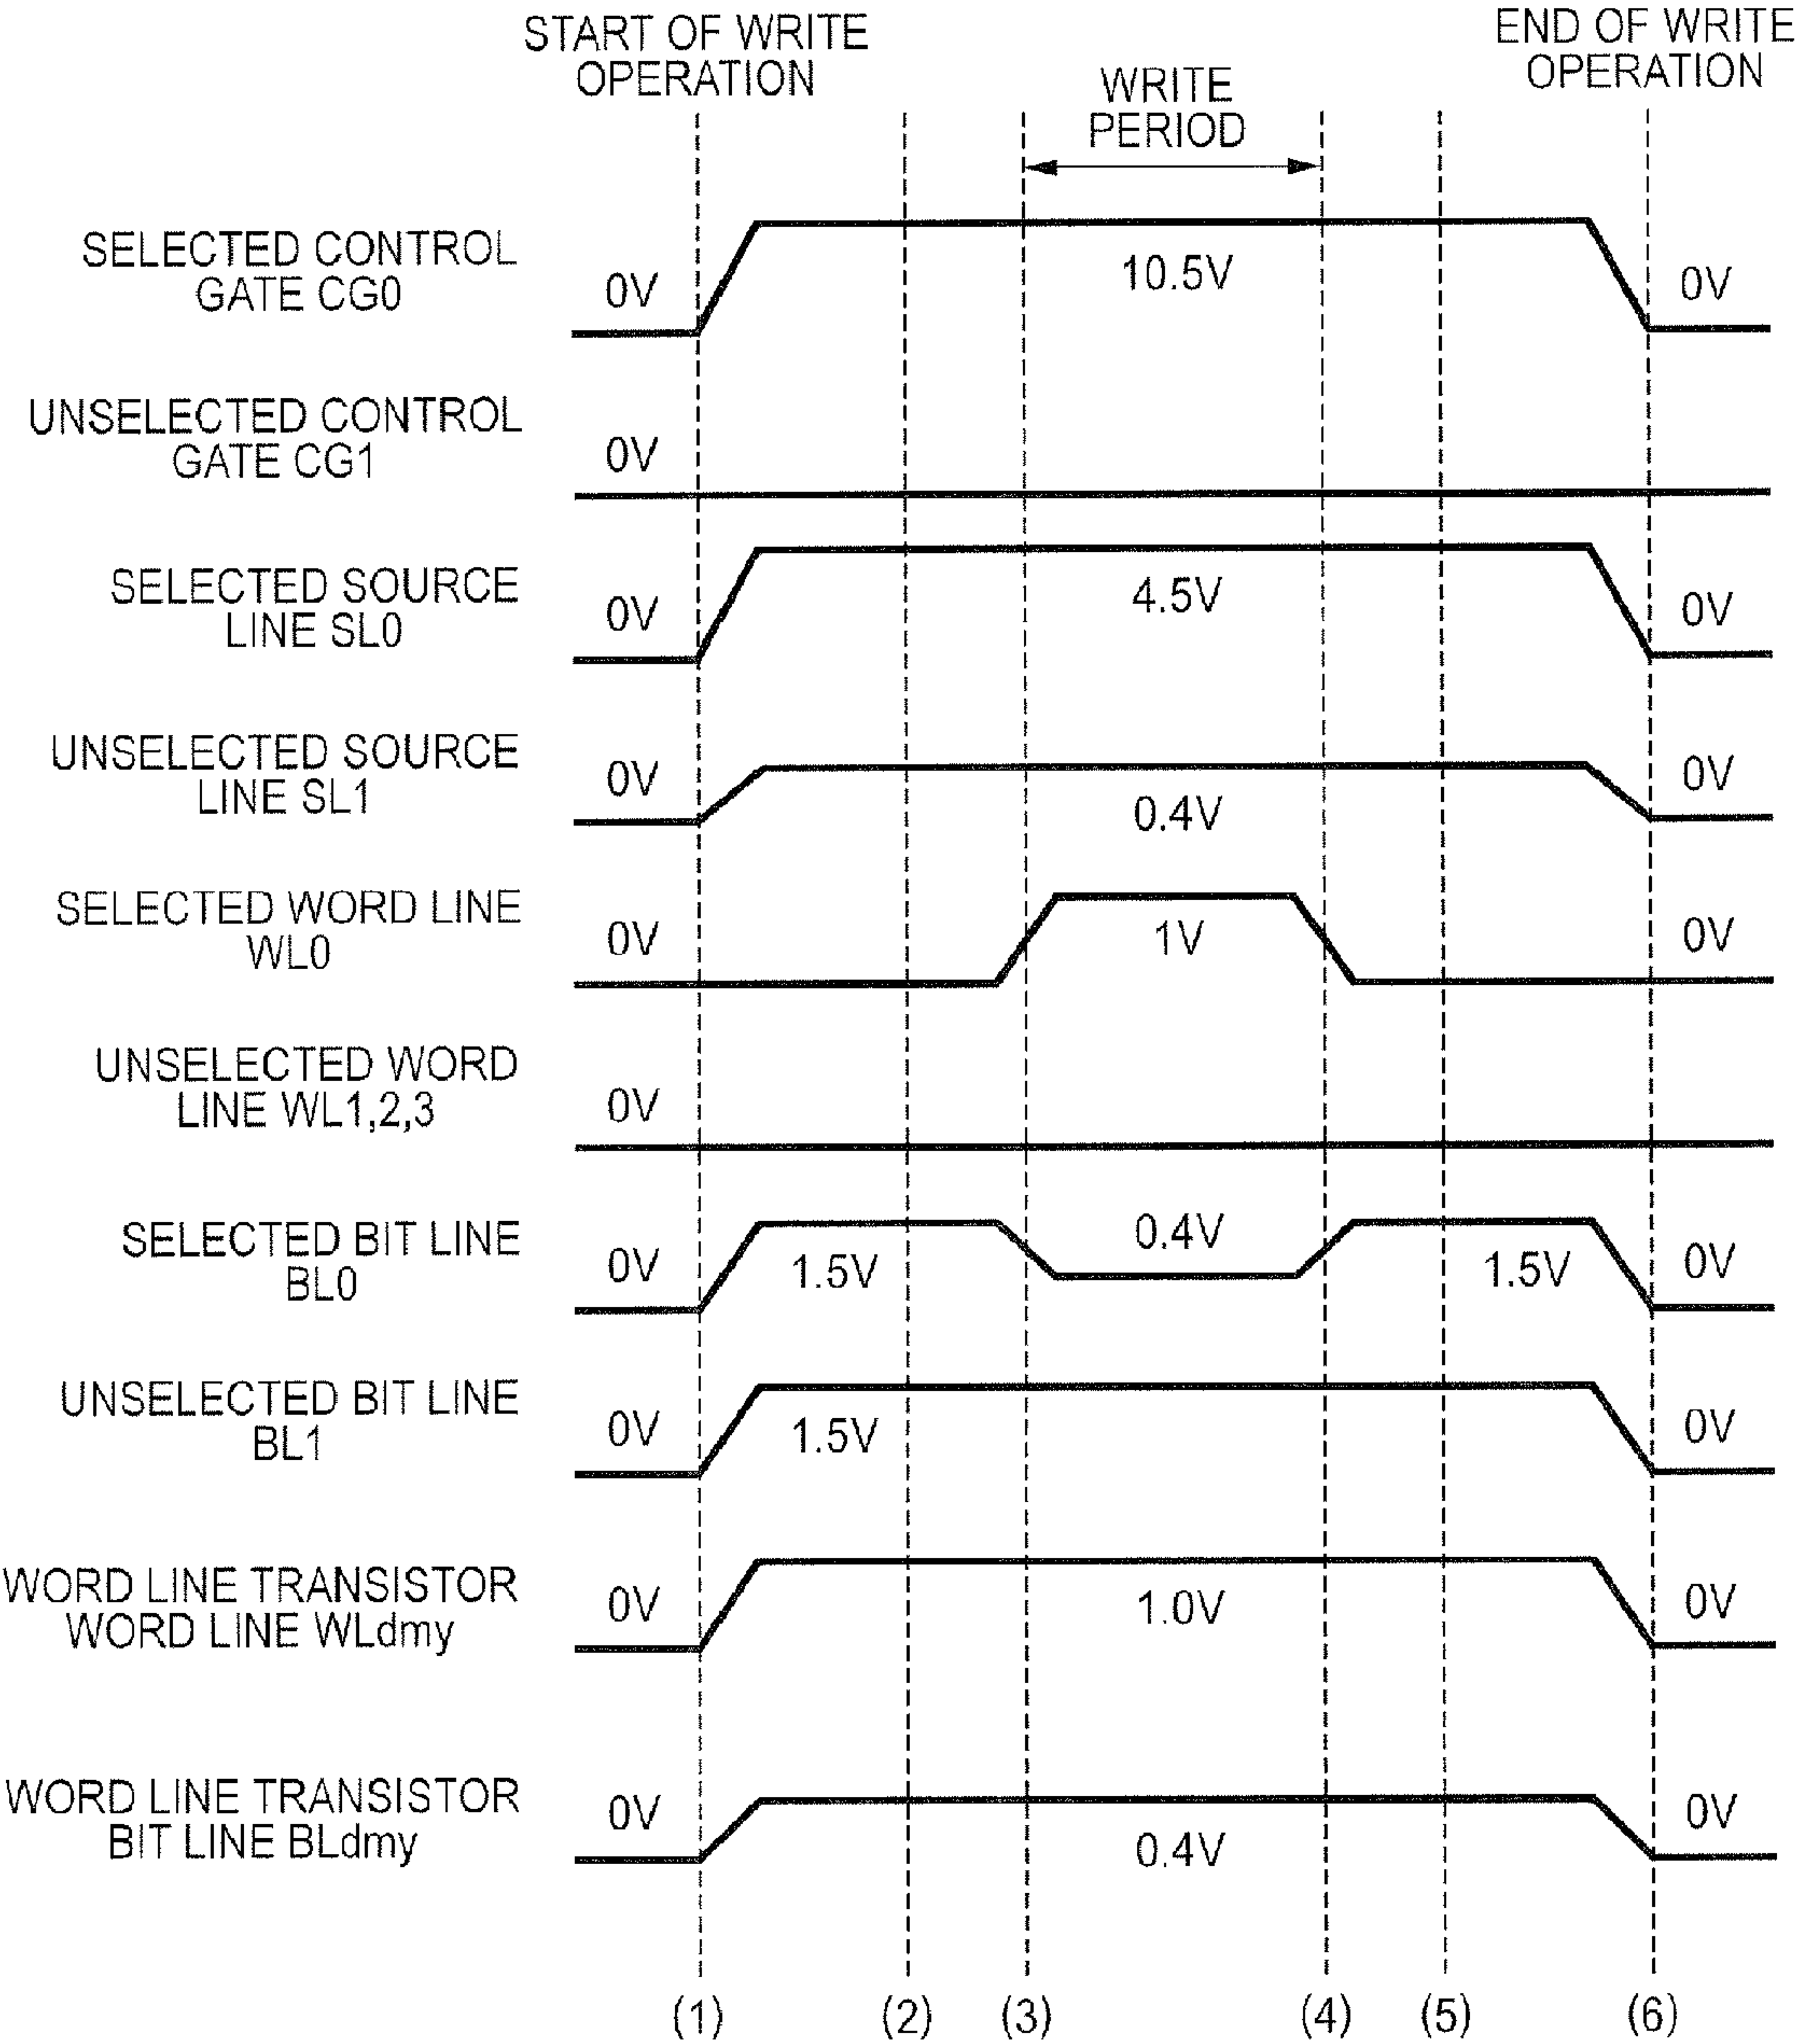 START OF WRITE
OPERATION
WRITE
PERIOD
END OF WRITE
OPERATION
SELECTED CONTROL
GATE CG0
0V
10.5V
0V
UNSELECTED CONTROL
GATE CG1
0V
SELECTED SOURCE
LINE SL0
0V
4.5V
0V
UNSELECTED SOURCE
LINE SL1
0V
0.4V
0V
SELECTED WORD LINE
WL0
0V
1V
0V
UNSELECTED WORD
LINE WL1,2,3
0V
SELECTED BIT LINE
BL0
0V
1.5V
0.4V
1.5V
0V
UNSELECTED BIT LINE
BL1
0V
1.5V
0V
WORD LINE TRANSISTOR
WORD LINE WLdmy
0V
1.0V
0V
WORD LINE TRANSISTOR
BIT LINE BLdmy
0V
0.4V
0V
(1) (2) (3) (4) (5) (6)